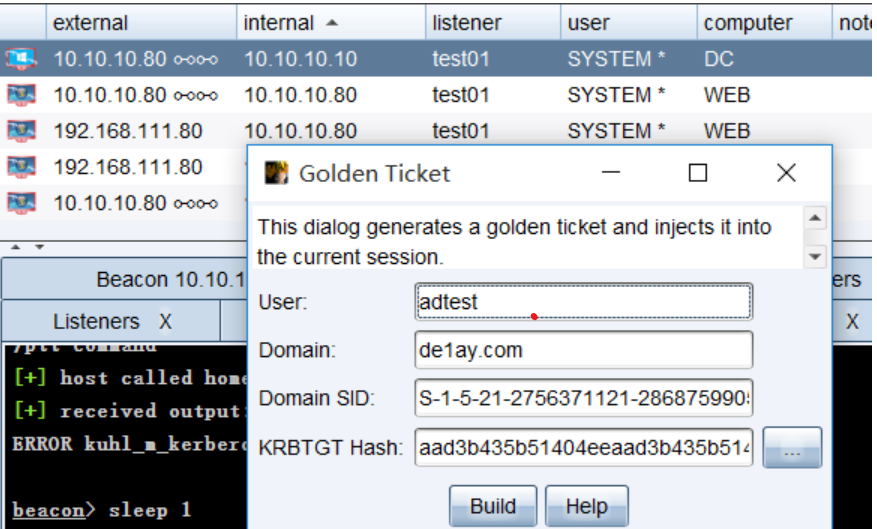 external internal listener user computer note
10.10.10.80 10.10.10.10 test01 SYSTEM * DC
10.10.10.80 10.10.10.80 test01 SYSTEM * WEB
192.168.111.80 10.10.10.80 test01 SYSTEM * WEB
192.168.111.80
10.10.10.80
Golden Ticket
This dialog generates a golden ticket and injects it into
the current session.
User: adtest
Domain: de1ay.com
Domain SID: S-1-5-21-2756371121-286875990
KRBTGT Hash: aad3b435b51404eeaad3b435b514 ...
Build Help
Beacon 10.10.1
ers
Listeners X
X
/ptt command
[+] host called home
[+] received output:
ERROR kuhl_m_kerbero
beacon> sleep 1